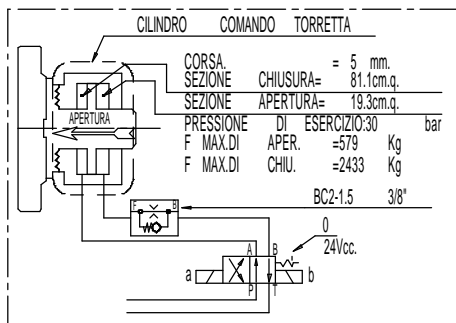 CILINDRO COMANDO TORRETTA
CORSA. = 5 mm.
SEZIONE CHIUSURA= 81.1cm.q.
SEZIONE APERTURA= 19.3cm.q.
PRESSIONE DI ESERCIZIO:30 bar
F MAX.DI APER. =579 Kg
F MAX.DI CHIU. =2433 Kg
APERTURA
BC2-1.5 3/8"
F B
0
24Vcc.
A B
a b
P T